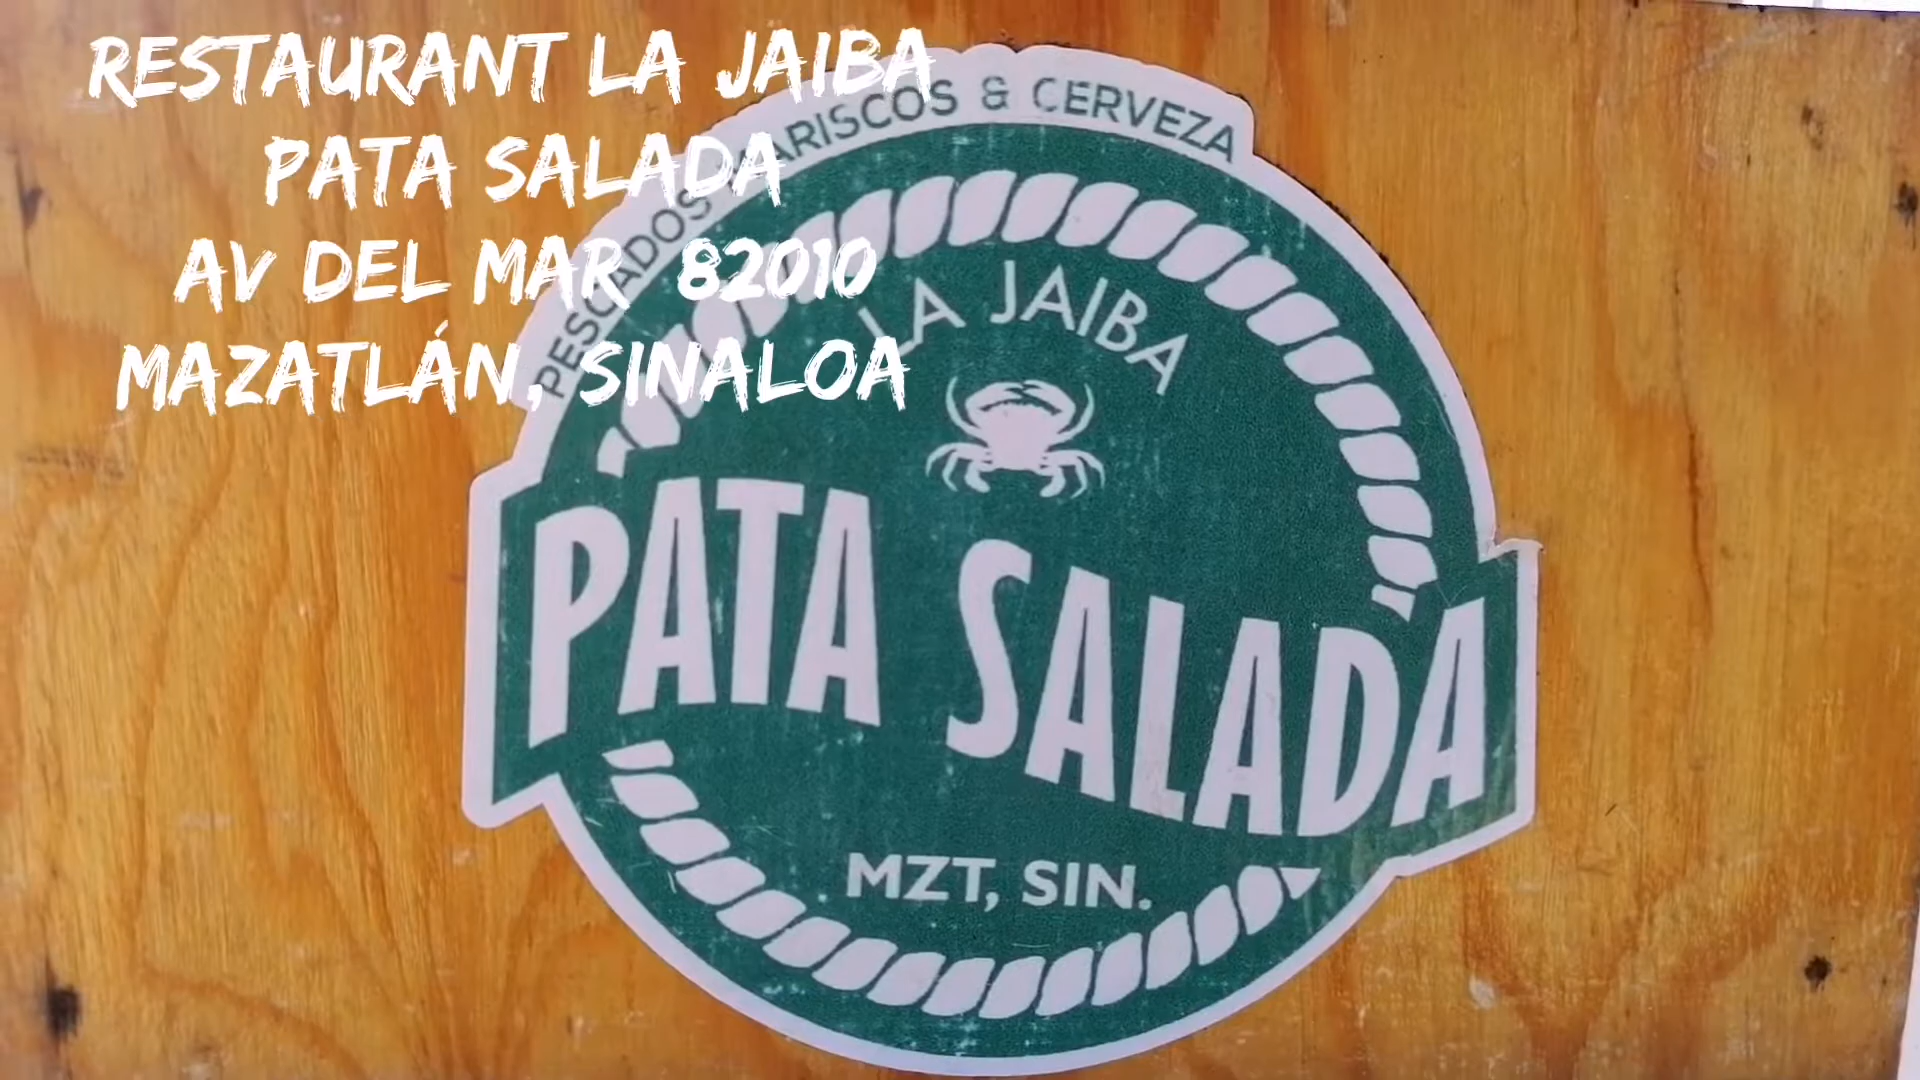 RESTAURANT LA JAIBA
PATA SALADA
AV DEL MAR 82010
MAZATLÁN, SINALOA
PESCADOS MARISCOS & CERVEZA
LA JAIBA
PATA SALADA
MZT, SIN.